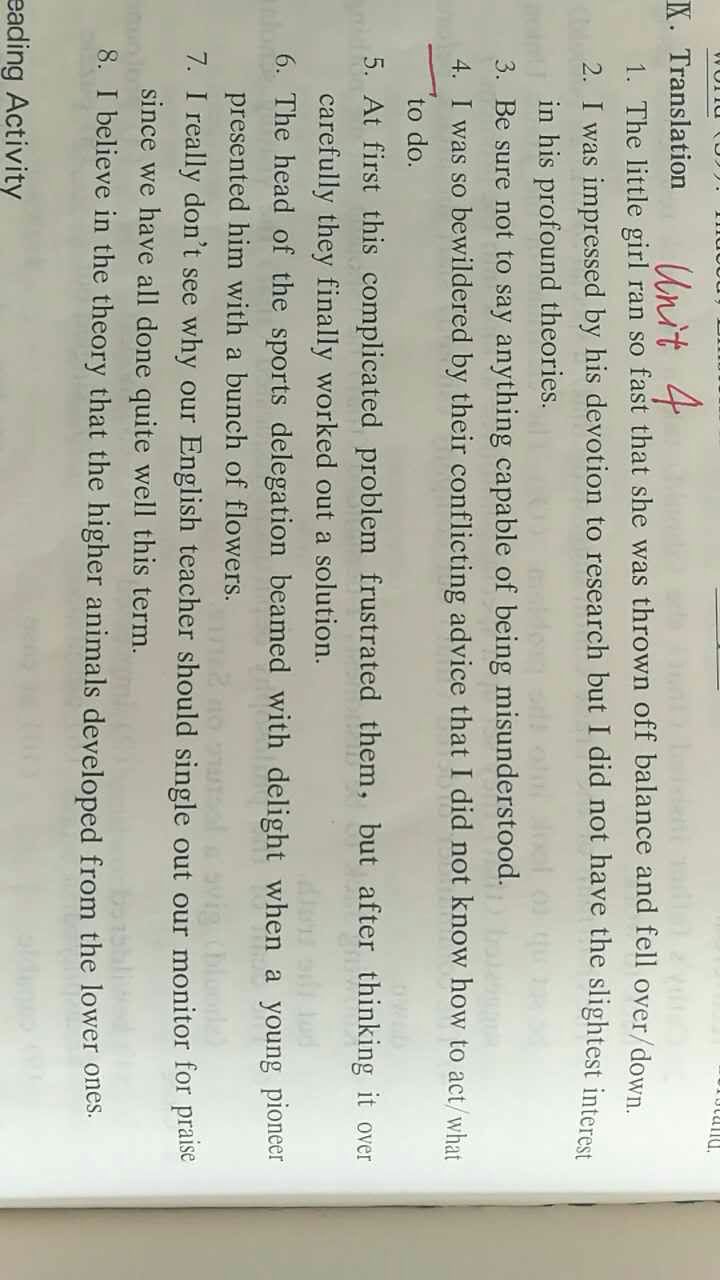 Ⅸ. Translation
Unit 4
1. The little girl ran so fast that she was thrown off balance and fell over/down.
2. I was impressed by his devotion to research but I did not have the slightest interest
in his profound theories.
3. Be sure not to say anything capable of being misunderstood.
4. I was so bewildered by their conflicting advice that I did not know how to act/what
to do.
5. At first this complicated problem frustrated them, but after thinking it over
carefully they finally worked out a solution.
6. The head of the sports delegation beamed with delight when a young pioneer
presented him with a bunch of flowers.
7. I really don't see why our English teacher should single out our monitor for praise
since we have all done quite well this term.
8. I believe in the theory that the higher animals developed from the lower ones.
eading Activity